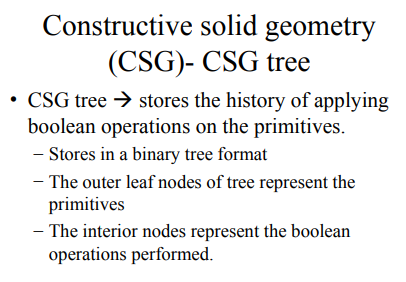 Constructive solid geometry
(CSG)- CSG tree
• CSG tree → stores the history of applying
boolean operations on the primitives.
– Stores in a binary tree format
– The outer leaf nodes of tree represent the
primitives
– The interior nodes represent the boolean
operations performed.